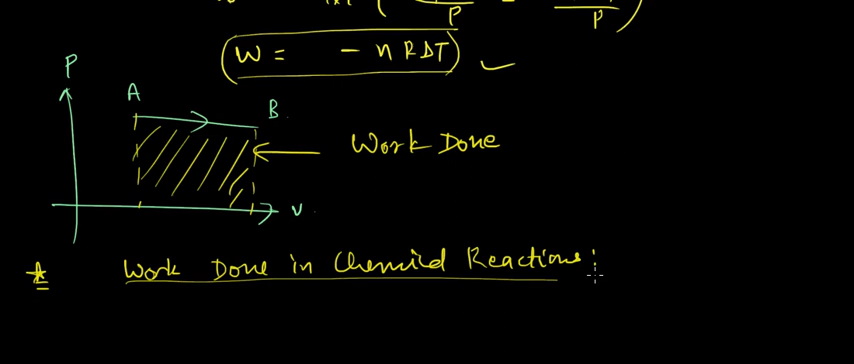 P P
W = - nRΔT
P
A
B
Work Done
V
Work Done in Chemical Reactions: